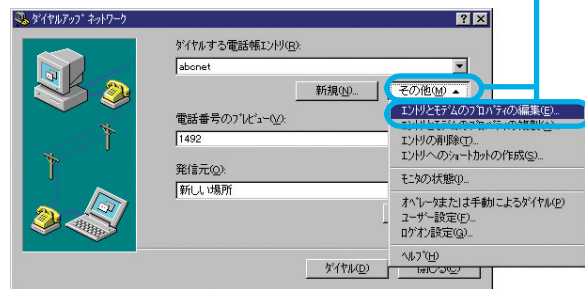 ﾀﾞｲﾔﾙｱｯﾌﾟ ﾈｯﾄﾜｰｸ
ﾀﾞｲﾔﾙする電話帳ｴﾝﾄﾘ(R):
abcnet
新規(N)...
その他(M) ▲
電話番号のﾌﾟﾚﾋﾞｭｰ(V):
1492
発信元(O):
新しい場所
ﾀﾞｲﾔﾙ(D)
ｴﾝﾄﾘとﾓﾃﾞﾑのﾌﾟﾛﾊﾟﾃｨの編集(E)...
ｴﾝﾄﾘの削除(T)...
ｴﾝﾄﾘへのｼｮｰﾄｶｯﾄの作成(S)...
ﾓﾆﾀの状態(I)...
ｵﾍﾟﾚｰﾀまたは手動によるﾀﾞｲﾔﾙ(P)
ﾕｰｻﾞｰ設定(F)...
ﾛｸﾞｵﾝ設定(G)...
ﾍﾙﾌﾟ(H)